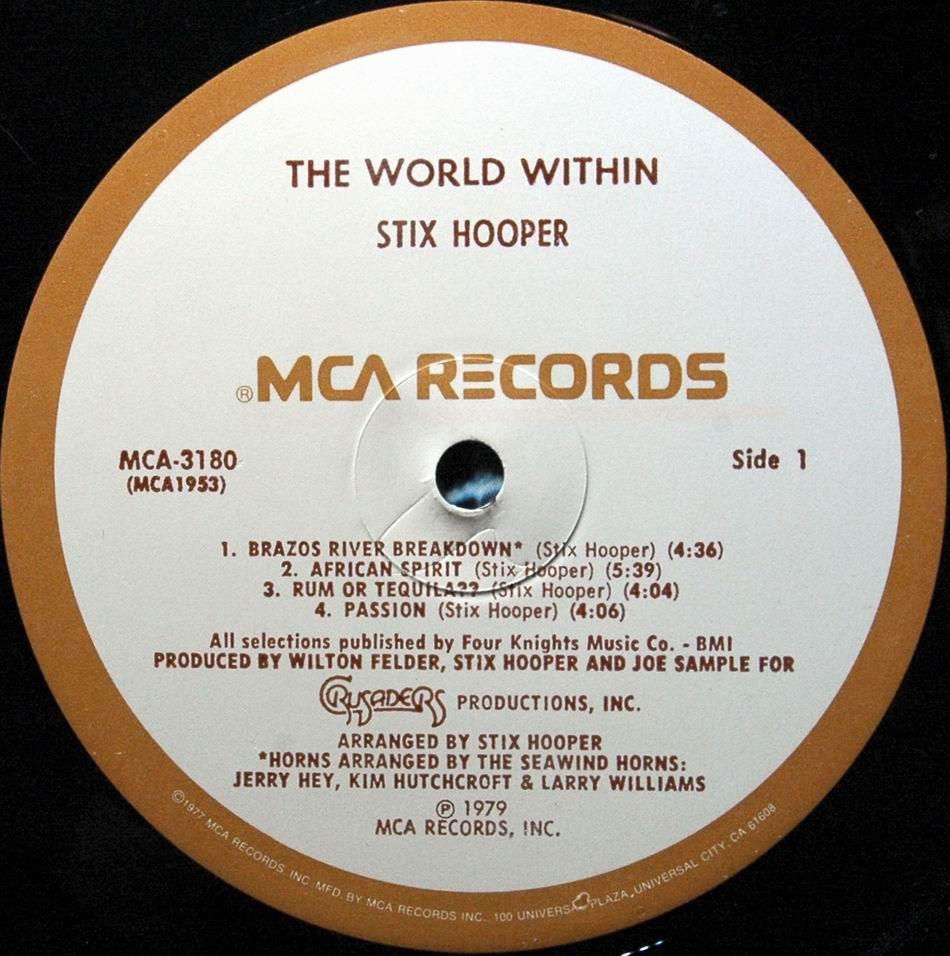 THE WORLD WITHIN
STIX HOOPER
®MCA RECORDS
MCA-3180
(MCA1953)
Side 1
1. BRAZOS RIVER BREAKDOWN* (Stix Hooper) (4:36)
2. AFRICAN SPIRIT (Stix Hooper) (5:39)
3. RUM OR TEQUILA?? (Stix Hooper) (4:04)
4. PASSION (Stix Hooper) (4:06)
All selections published by Four Knights Music Co. - BMI
PRODUCED BY WILTON FELDER, STIX HOOPER AND JOE SAMPLE FOR
CRUSADERS PRODUCTIONS, INC.
ARRANGED BY STIX HOOPER
*HORNS ARRANGED BY THE SEAWIND HORNS:
JERRY HEY, KIM HUTCHCROFT & LARRY WILLIAMS
℗ 1979
MCA RECORDS, INC.
©1977 MCA RECORDS, INC. MFD. BY MCA RECORDS INC., 100 UNIVERSAL PLAZA, UNIVERSAL CITY, CA 61608